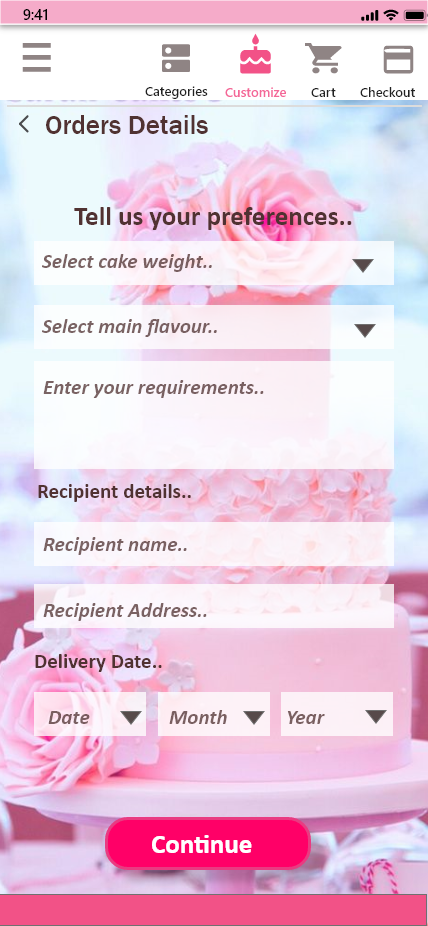 9:41
Categories
Customize
Cart
Checkout
Orders Details
Tell us your preferences..
Select cake weight..
Select main flavour..
Enter your requirements..
Recipient details..
Recipient name..
Recipient Address..
Delivery Date..
Date
Month
Year
Continue